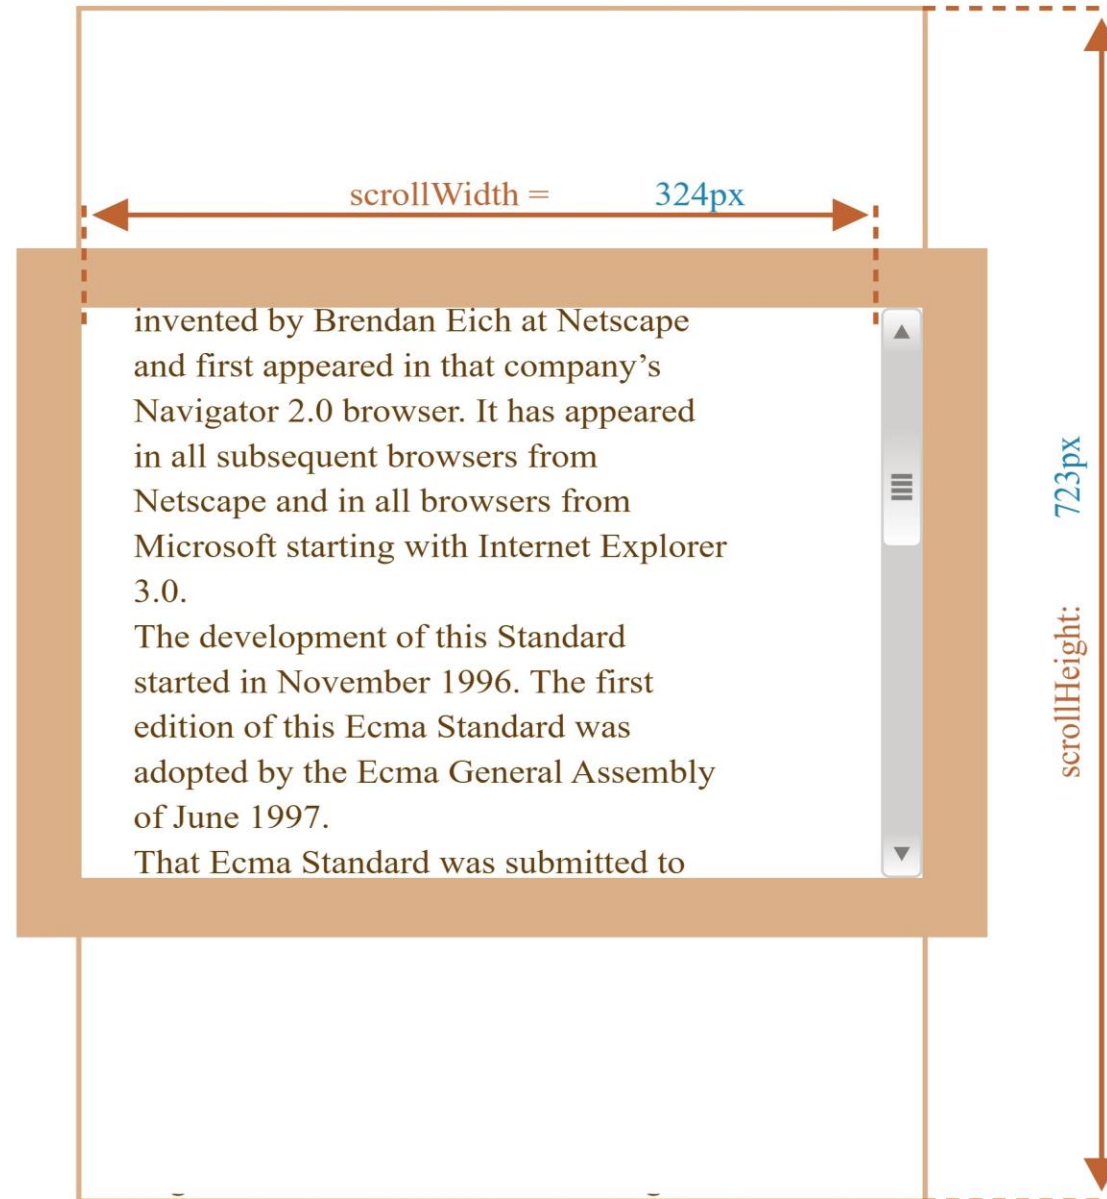 scrollWidth = 324px
invented by Brendan Eich at Netscape
and first appeared in that company’s
Navigator 2.0 browser. It has appeared
in all subsequent browsers from
Netscape and in all browsers from
Microsoft starting with Internet Explorer
3.0.
The development of this Standard
started in November 1996. The first
edition of this Ecma Standard was
adopted by the Ecma General Assembly
of June 1997.
That Ecma Standard was submitted to
scrollHeight: 723px